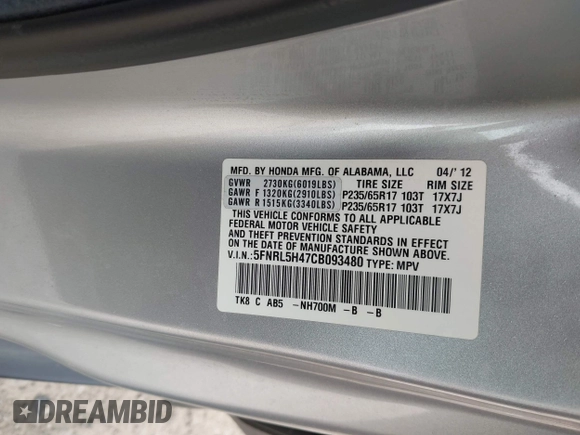 MFD. BY HONDA MFG. OF ALABAMA, LLC 04/'12
GVWR 2730KG(6019LBS) TIRE SIZE RIM SIZE
GAWR F 1320KG(2910LBS) P235/65R17 103T 17X7J
GAWR R 1515KG(3340LBS) P235/65R17 103T 17X7J
THIS VEHICLE CONFORMS TO ALL APPLICABLE
FEDERAL MOTOR VEHICLE SAFETY
AND THEFT PREVENTION STANDARDS IN EFFECT
ON THE DATE OF MANUFACTURE SHOWN ABOVE.
V.I.N.:5FNRL5H47CB093480 TYPE: MPV
TK8 C AB5 -NH700M -B -B
DREAMBID